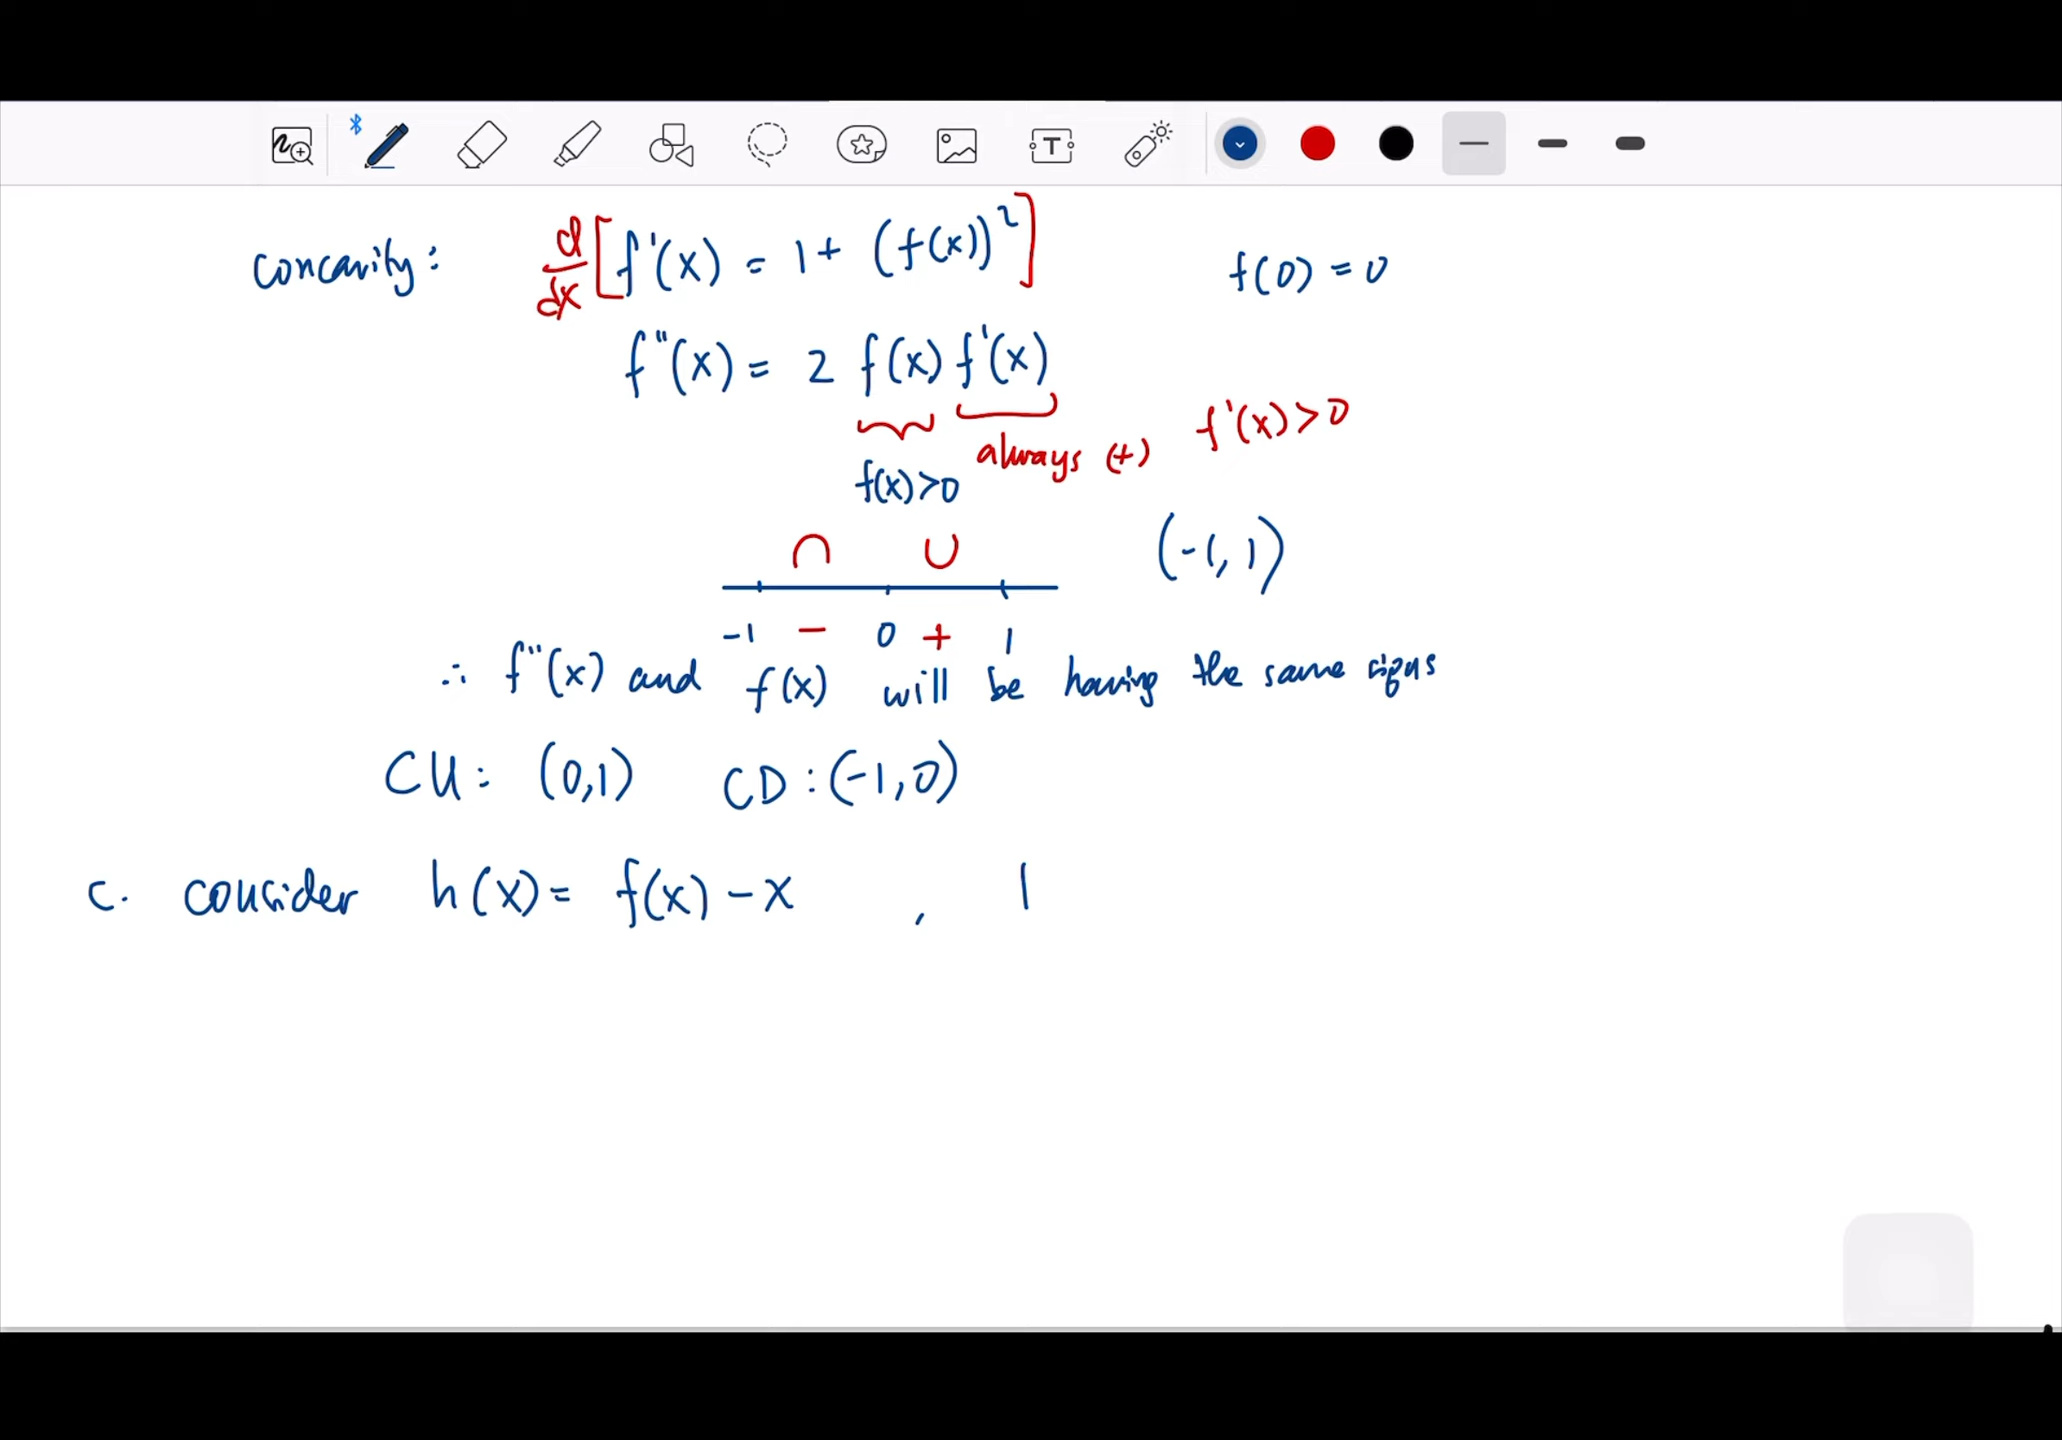 concavity: d/dx [f'(x) = 1 + (f(x))²] f(0) = 0
f''(x) = 2 f(x) f'(x)
always (+) f'(x) > 0
f(x) > 0
∩ ∪ (-1, 1)
-1 − 0 + 1
∴ f''(x) and f(x) will be having the same signs
CU: (0,1) CD: (-1,0)
c. consider h(x) = f(x) - x , |